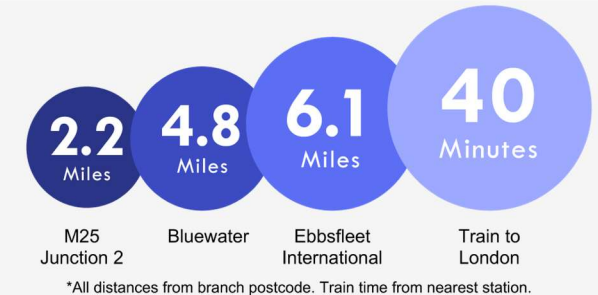 2.2
Miles
4.8
Miles
6.1
Miles
40
Minutes
M25
Junction 2
Bluewater
Ebbsfleet
International
Train to
London
*All distances from branch postcode. Train time from nearest station.